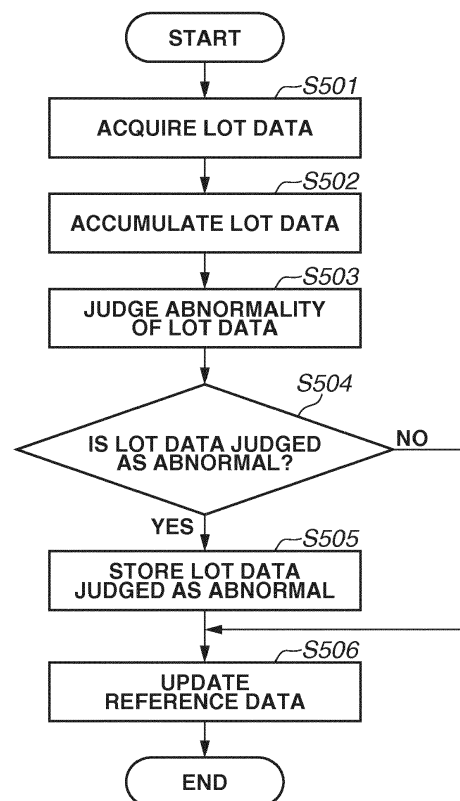 START
S501
ACQUIRE LOT DATA
S502
ACCUMULATE LOT DATA
S503
JUDGE ABNORMALITY
OF LOT DATA
S504
IS LOT DATA JUDGED
AS ABNORMAL?
NO
YES
S505
STORE LOT DATA
JUDGED AS ABNORMAL
S506
UPDATE
REFERENCE DATA
END